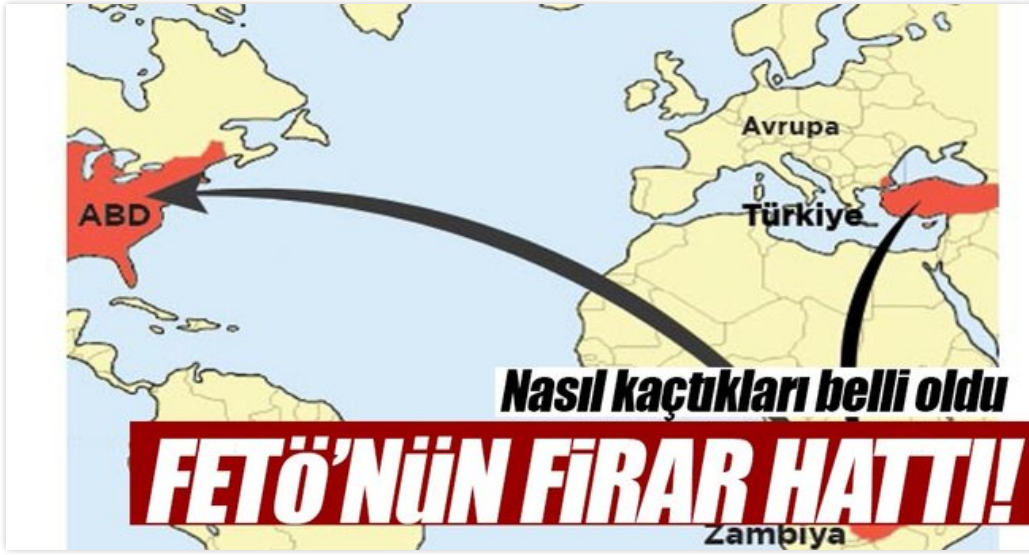 Avrupa
ABD
Türkiye
Nasıl kaçtıkları belli oldu
FETÖ'NÜN FİRAR HATTI!
Zambiya